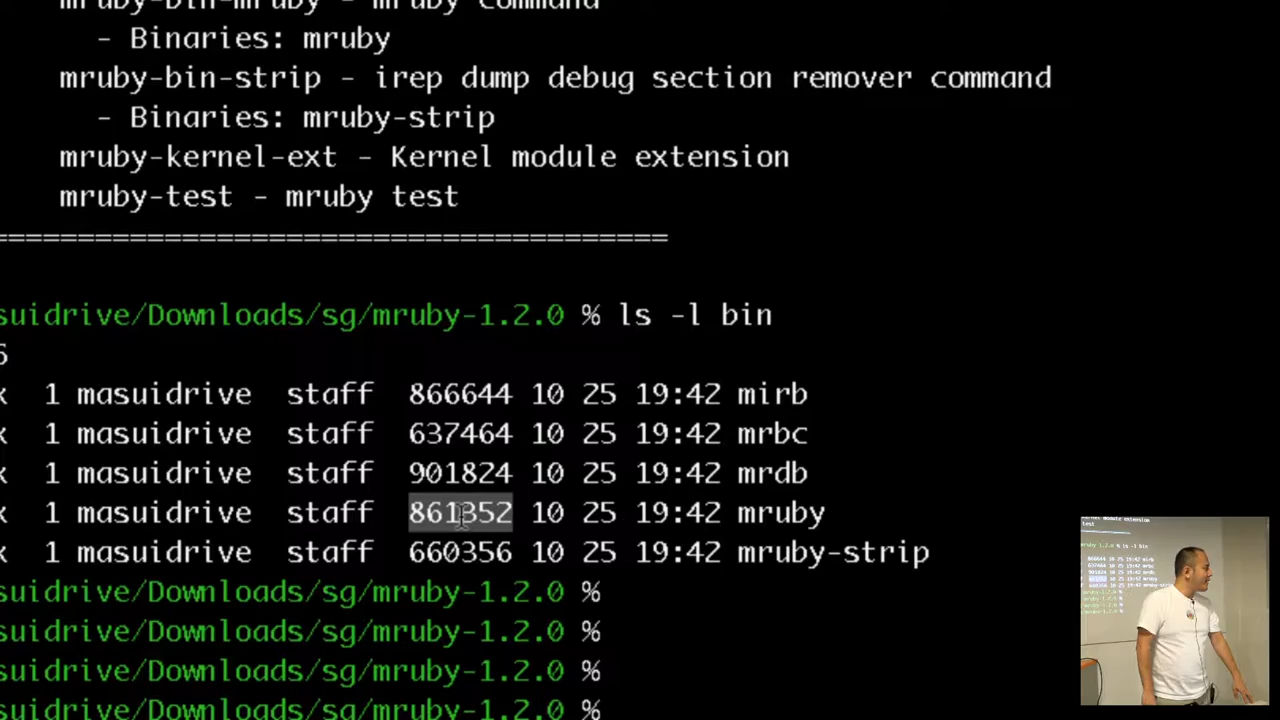 mruby-bin-mruby - mruby command
- Binaries: mruby
mruby-bin-strip - irep dump debug section remover command
- Binaries: mruby-strip
mruby-kernel-ext - Kernel module extension
mruby-test - mruby test
================================================
suidrive/Downloads/sg/mruby-1.2.0 % ls -l bin
6
x 1 masuidrive staff 866644 10 25 19:42 mirb
x 1 masuidrive staff 637464 10 25 19:42 mrbc
x 1 masuidrive staff 901824 10 25 19:42 mrdb
x 1 masuidrive staff 861352 10 25 19:42 mruby
x 1 masuidrive staff 660356 10 25 19:42 mruby-strip
suidrive/Downloads/sg/mruby-1.2.0 %
suidrive/Downloads/sg/mruby-1.2.0 %
suidrive/Downloads/sg/mruby-1.2.0 %
suidrive/Downloads/sg/mruby-1.2.0 %